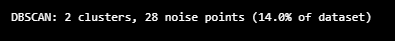 DBSCAN: 2 clusters, 28 noise points (14.0% of dataset)